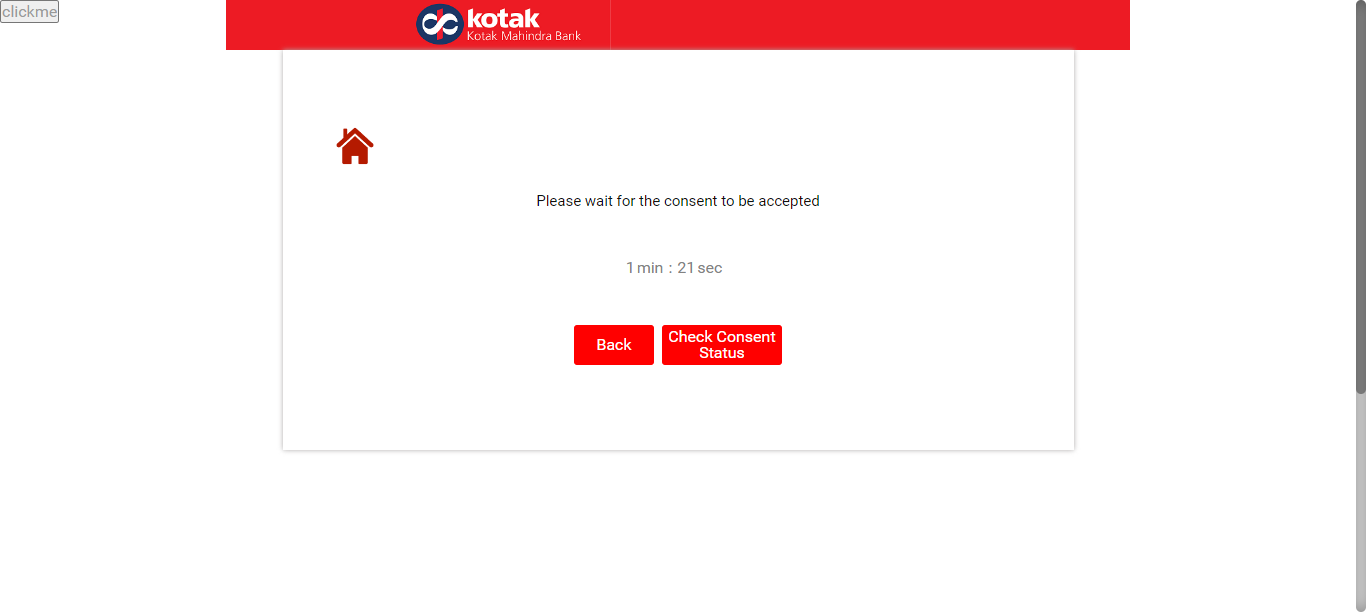 clickme
kotak
Kotak Mahindra Bank
Please wait for the consent to be accepted
1 min : 21 sec
Back
Check Consent
Status